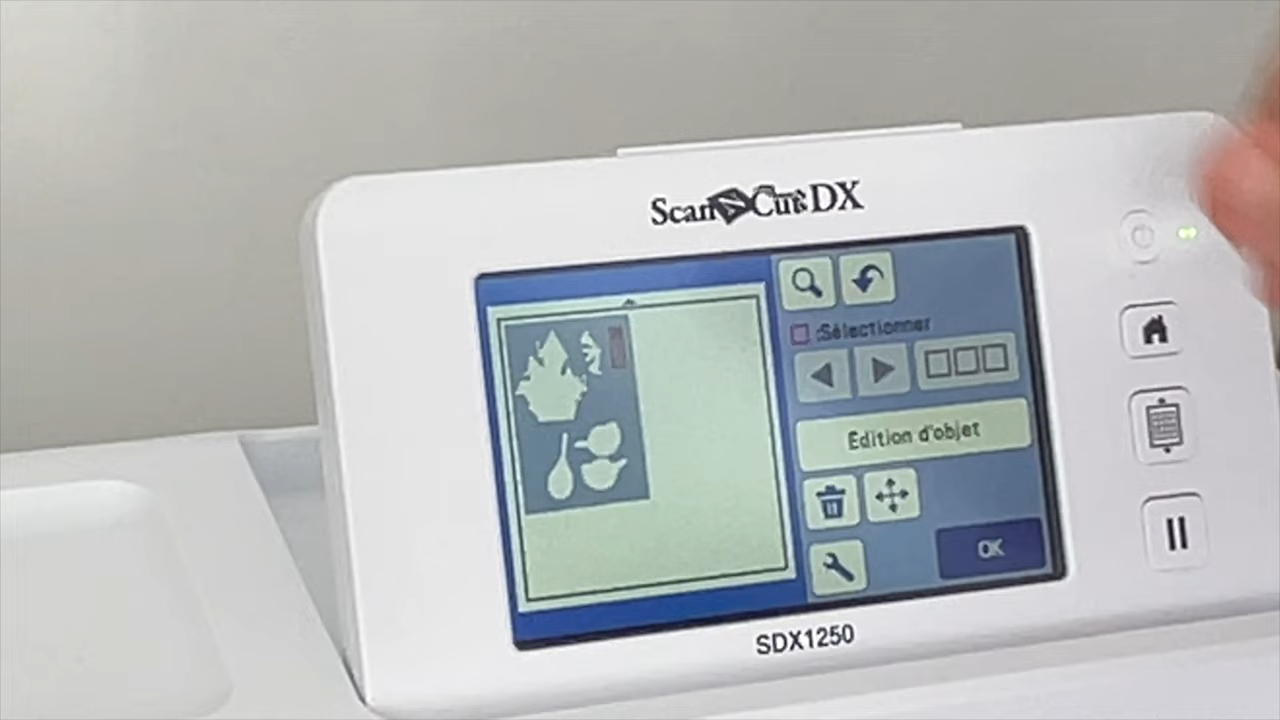 ScanNCut DX
:Sélectionner
Édition d'objet
OK
SDX1250